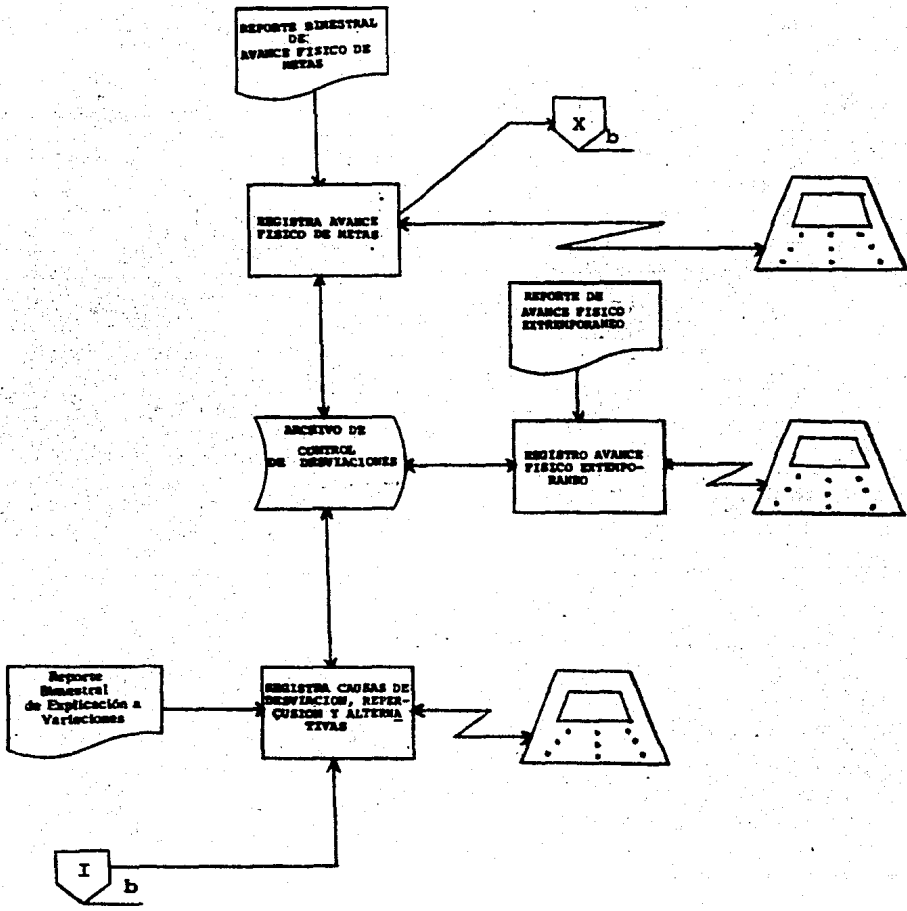 REPORTE BIMESTRAL
DE
AVANCE FISICO DE
METAS
X
b
REGISTRA AVANCE
FISICO DE METAS
REPORTE DE
AVANCE FISICO
EXTEMPORANEO
ARCHIVO DE
CONTROL
DE DESVIACIONES
REGISTRO AVANCE
FISICO EXTEMPO-
RANEO
Reporte
Bimestral
de Explicación a
Variaciones
REGISTRA CAUSAS DE
DESVIACION, REPER-
CUSION Y ALTERNA
TIVAS
I
b